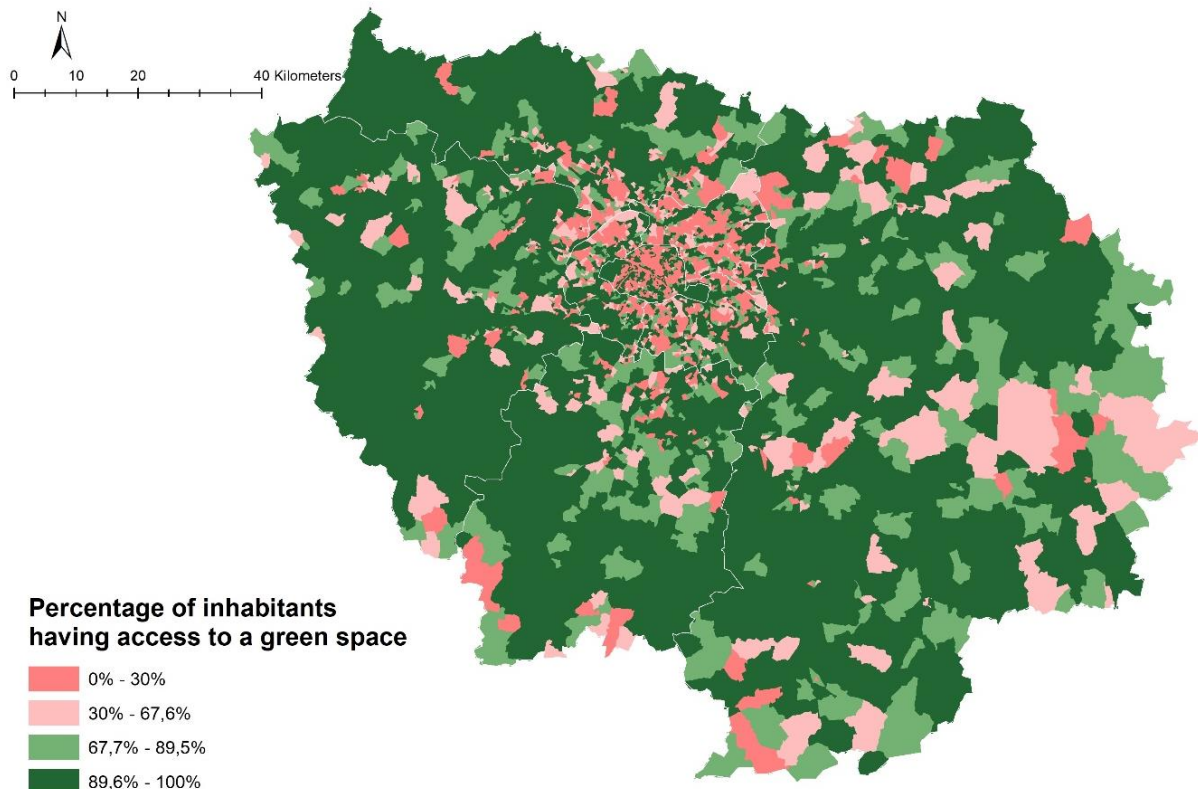 N
0 10 20 40 Kilometers
Percentage of inhabitants
having access to a green space
0% - 30%
30% - 67,6%
67,7% - 89,5%
89,6% - 100%